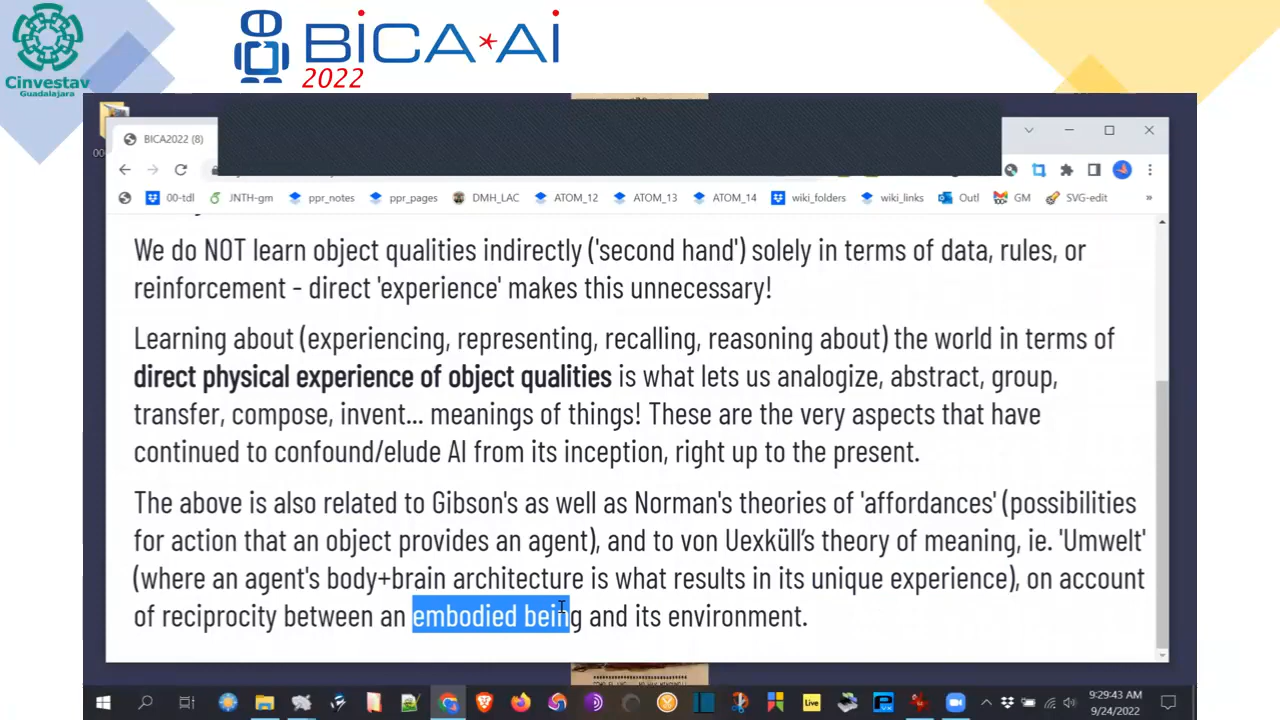 Cinvestav
Guadalajara
BICA*AI
2022
BICA2022 (8)
00-tdl
JNTH-gm
ppr_notes
ppr_pages
DMH_LAC
ATOM_12
ATOM_13
ATOM_14
wiki_folders
wiki_links
Outl
GM
SVG-edit
»
We do NOT learn object qualities indirectly ('second hand') solely in terms of data, rules, or
reinforcement - direct 'experience' makes this unnecessary!
Learning about (experiencing, representing, recalling, reasoning about) the world in terms of
direct physical experience of object qualities is what lets us analogize, abstract, group,
transfer, compose, invent... meanings of things! These are the very aspects that have
continued to confound/elude AI from its inception, right up to the present.
The above is also related to Gibson's as well as Norman's theories of 'affordances' (possibilities
for action that an object provides an agent), and to von Uexküll’s theory of meaning, ie. 'Umwelt'
(where an agent's body+brain architecture is what results in its unique experience), on account
of reciprocity between an embodied being and its environment.
Live
9:29:43 AM
9/24/2022